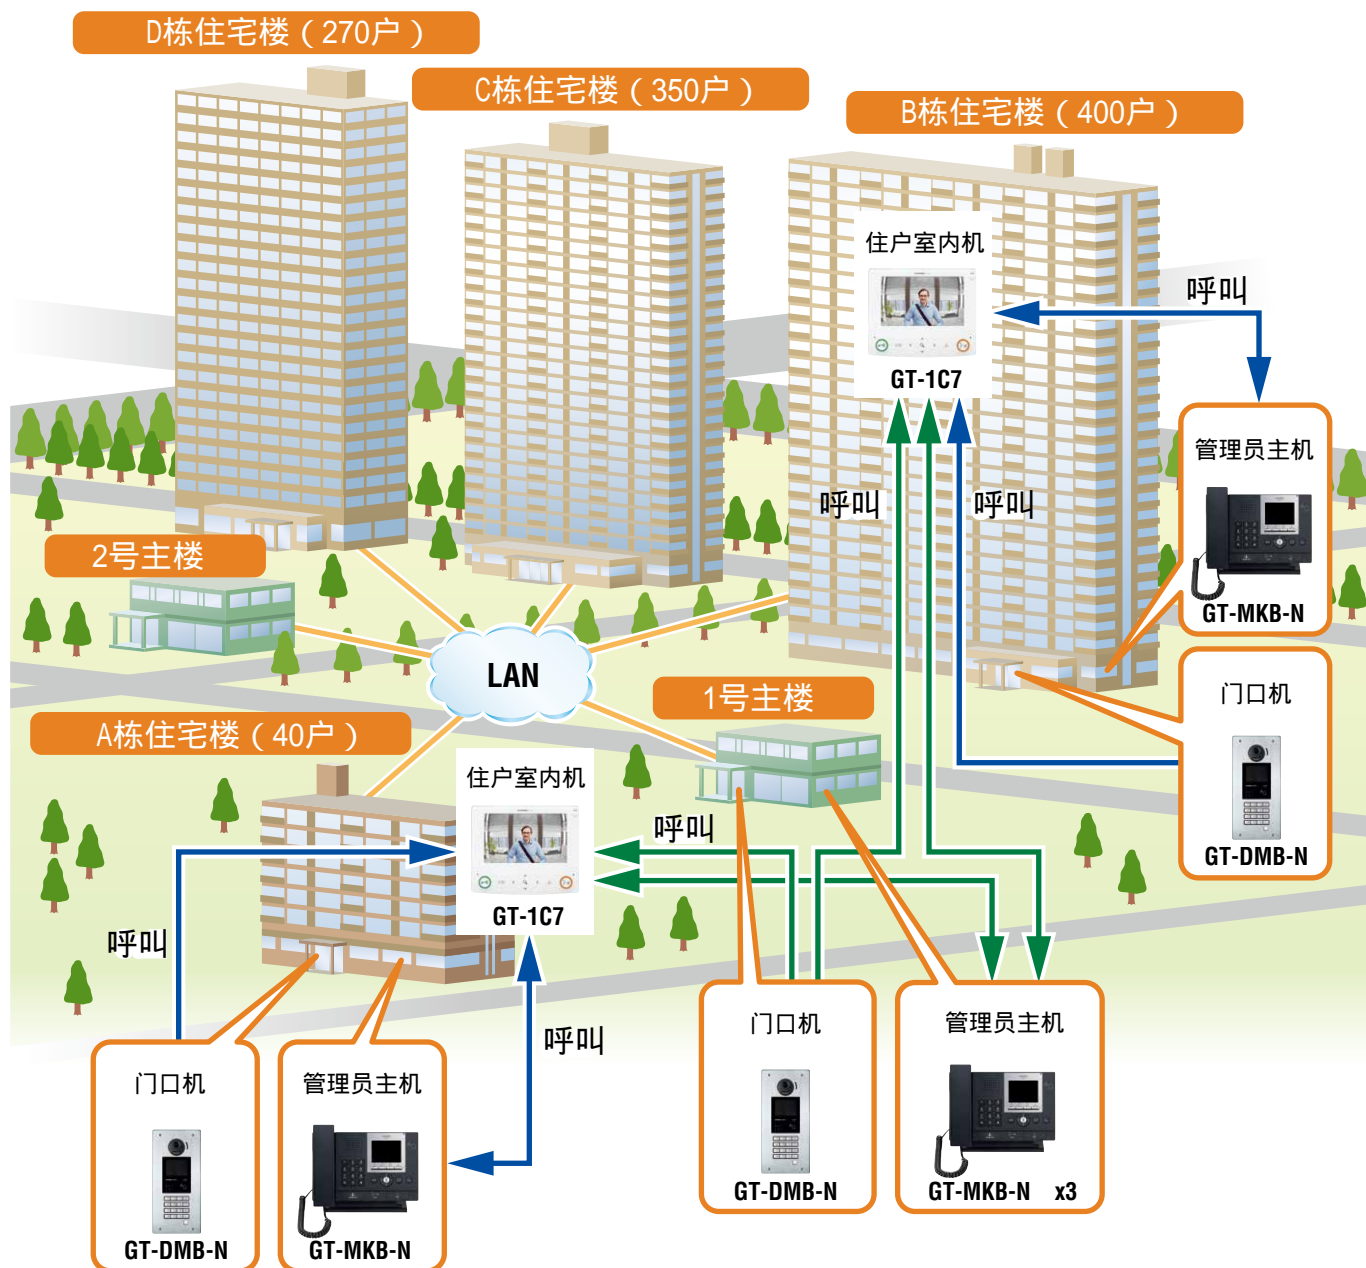 D栋住宅楼（270户）
C栋住宅楼（350户）
B栋住宅楼（400户）
住户室内机
GT-1C7
呼叫
管理员主机
GT-MKB-N
呼叫
呼叫
2号主楼
LAN
1号主楼
门口机
GT-DMB-N
A栋住宅楼（40户）
住户室内机
GT-1C7
呼叫
呼叫
呼叫
门口机
GT-DMB-N
管理员主机
GT-MKB-N
门口机
GT-DMB-N
管理员主机
GT-MKB-N x3